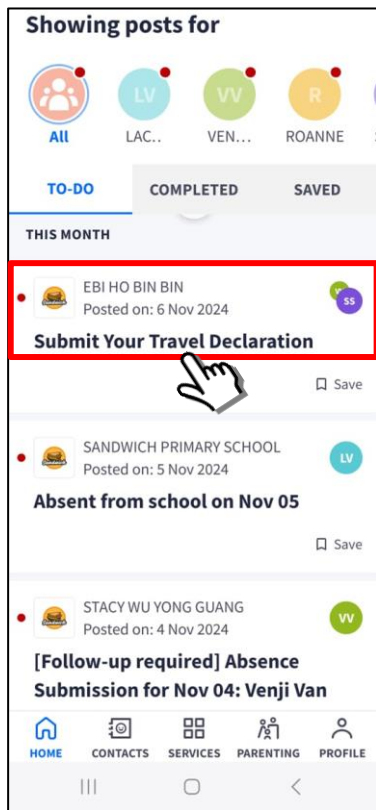 Showing posts for
LV
VV
R
All
LAC..
VEN...
ROANNE
TO-DO
COMPLETED
SAVED
THIS MONTH
EBI HO BIN BIN
Posted on: 6 Nov 2024
SS
Submit Your Travel Declaration
Save
SANDWICH PRIMARY SCHOOL
Posted on: 5 Nov 2024
LV
Absent from school on Nov 05
Save
STACY WU YONG GUANG
Posted on: 4 Nov 2024
VV
[Follow-up required] Absence
Submission for Nov 04: Venji Van
HOME
CONTACTS
SERVICES
PARENTING
PROFILE